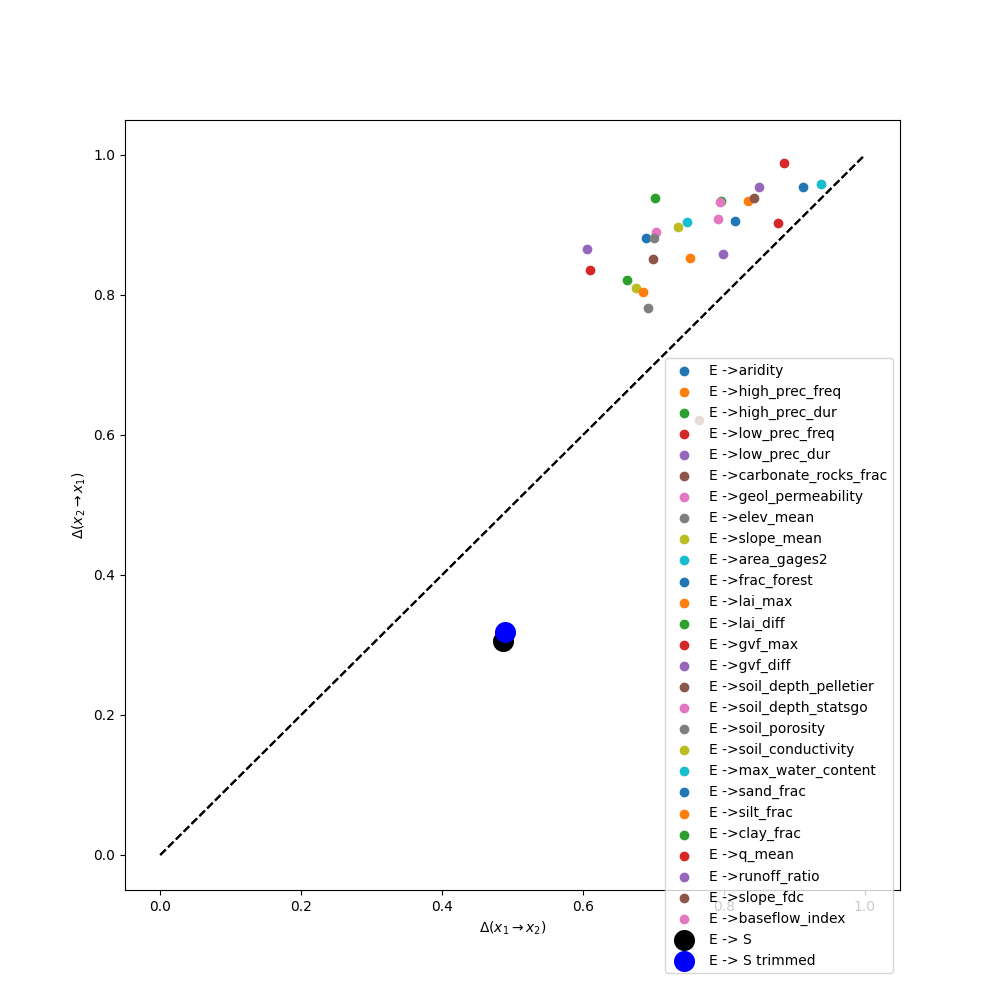 1.0
0.8
0.6
0.4
0.2
0.0
Δ(x₂→x₁)
0.0 0.2 0.4 0.6 0.8 1.0
Δ(x₁→x₂)
E ->aridity
E ->high_prec_freq
E ->high_prec_dur
E ->low_prec_freq
E ->low_prec_dur
E ->carbonate_rocks_frac
E ->geol_permeability
E ->elev_mean
E ->slope_mean
E ->area_gages2
E ->frac_forest
E ->lai_max
E ->lai_diff
E ->gvf_max
E ->gvf_diff
E ->soil_depth_pelletier
E ->soil_depth_statsgo
E ->soil_porosity
E ->soil_conductivity
E ->max_water_content
E ->sand_frac
E ->silt_frac
E ->clay_frac
E ->q_mean
E ->runoff_ratio
E ->slope_fdc
E ->baseflow_index
E -> S
E -> S trimmed